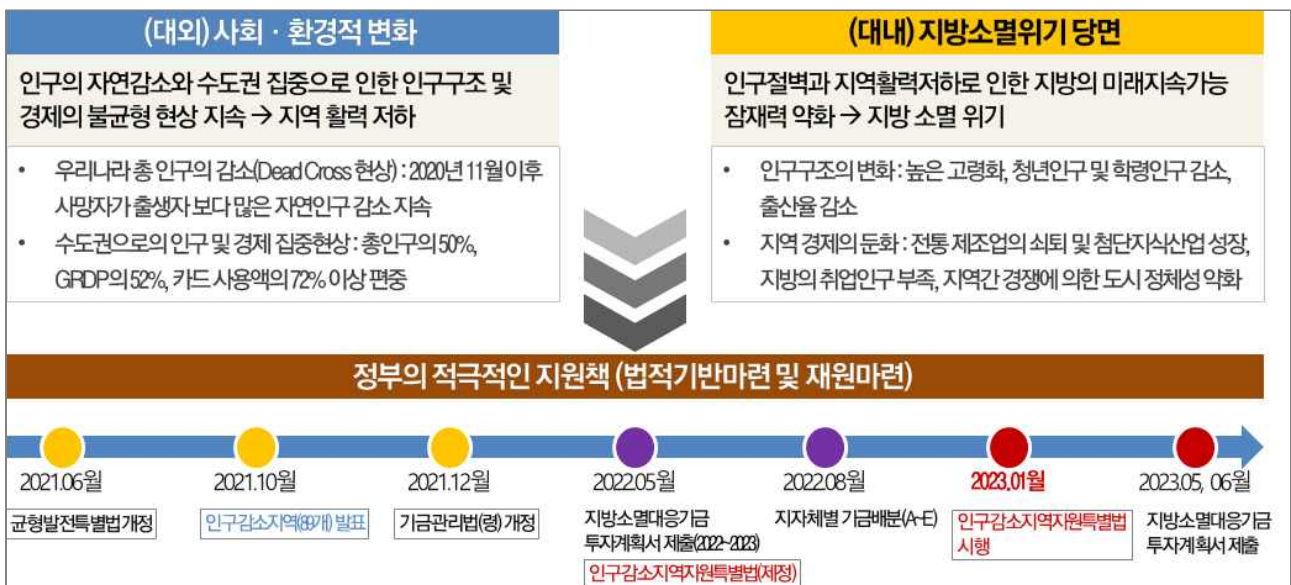 (대외) 사회 · 환경적 변화
인구의 자연감소와 수도권 집중으로 인한 인구구조 및
경제의 불균형 현상 지속 → 지역 활력 저하
• 우리나라 총 인구의 감소(Dead Cross 현상) : 2020년 11월 이후
사망자가 출생자 보다 많은 자연인구 감소 지속
• 수도권으로의 인구 및 경제 집중현상 : 총인구의 50%,
GRDP의 52%, 카드 사용액의 72% 이상 편중
(대내) 지방소멸위기 당면
인구절벽과 지역활력저하로 인한 지방의 미래지속가능
잠재력 약화 → 지방 소멸 위기
• 인구구조의 변화 : 높은 고령화, 청년인구 및 학령인구 감소,
출산율 감소
• 지역 경제의 둔화 : 전통 제조업의 쇠퇴 및 첨단지식산업 성장,
지방의 취업인구 부족, 지역간 경쟁에 의한 도시 정체성 약화
정부의 적극적인 지원책 (법적기반마련 및 재원마련)
2021.06월
균형발전특별법개정
2021.10월
인구감소지역(89개) 발표
2021.12월
기금관리법(령) 개정
2022.05월
지방소멸대응기금
투자계획서 제출(2022~2023)
인구감소지역지원특별법(제정)
2022.08월
지자체별 기금배분(A~E)
2023.01월
인구감소지역지원특별법
시행
2023.05, 06월
지방소멸대응기금
투자계획서 제출